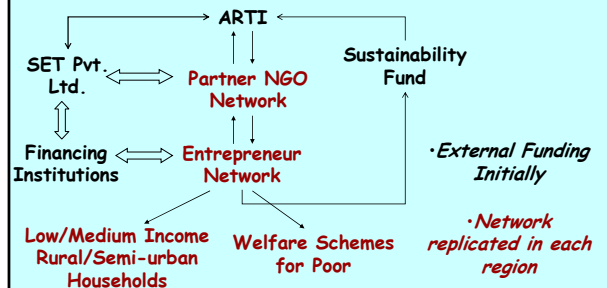 ARTI
SET Pvt.
Ltd.
Partner NGO
Network
Sustainability
Fund
Financing
Institutions
Entrepreneur
Network
•External Funding
Initially
Low/Medium Income
Rural/Semi-urban
Households
Welfare Schemes
for Poor
•Network
replicated in each
region